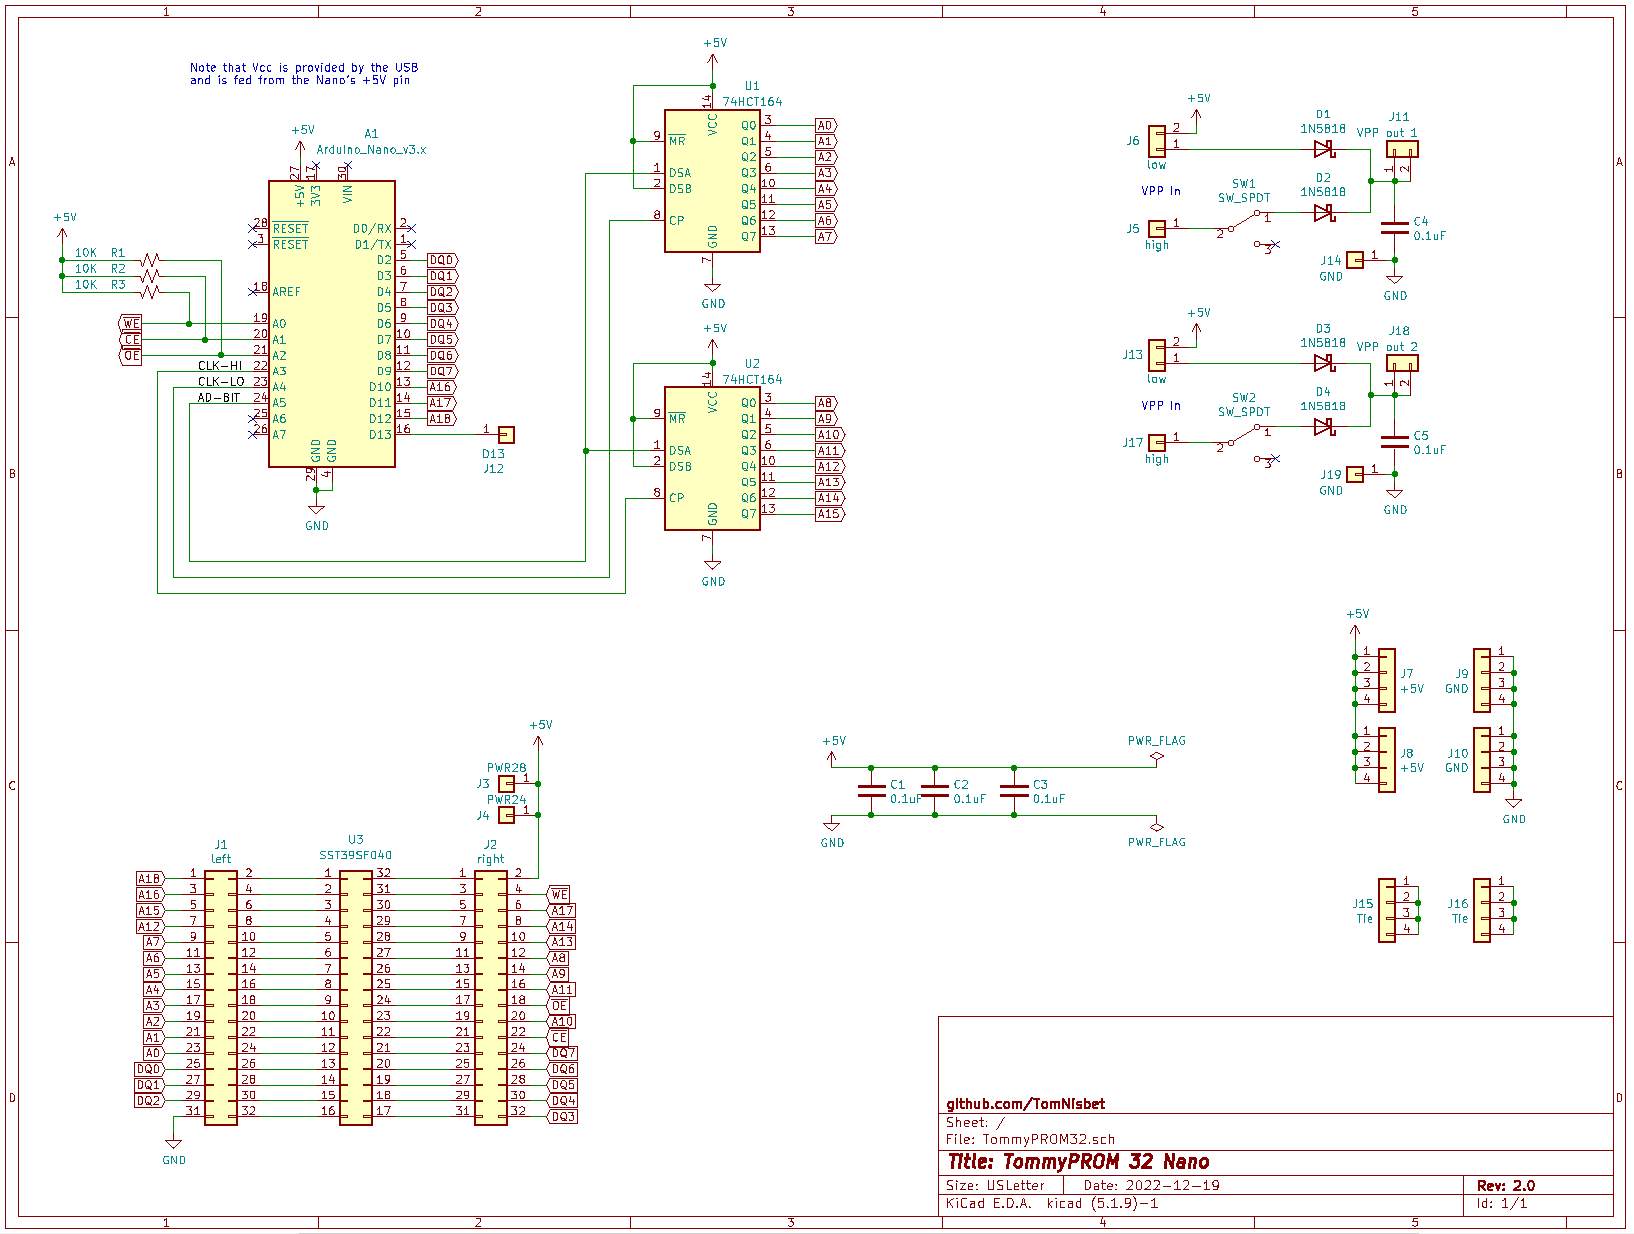 1 2 3 4 5
A
B
C
D
Note that Vcc is provided by the USB
and is fed from the Nano's +5V pin
+5V
A1
Arduino_Nano_v3.x
27 17 30
+5V 3V3 VIN
28 RESET D0/RX 2
3 RESET D1/TX 1
D2 5 DQ0
D3 6 DQ1
18 AREF D4 7 DQ2
D5 8 DQ3
WE 19 A0 D6 9 DQ4
CE 20 A1 D7 10 DQ5
OE 21 A2 D8 11 DQ6
CLK-HI 22 A3 D9 12 DQ7
CLK-LO 23 A4 D10 13 A16
AD-BIT 24 A5 D11 14 A17
25 A6 D12 15 A18
26 A7 D13 16
GND GND
29 4
GND
1
D13
J12
+5V
10K R1
10K R2
10K R3
+5V
U1
74HCT164
14
VCC
9 MR
1 DSA
2 DSB
8 CP
Q0 3 A0
Q1 4 A1
Q2 5 A2
Q3 6 A3
Q4 10 A4
Q5 11 A5
Q6 12 A6
Q7 13 A7
GND
7
GND
+5V
U2
74HCT164
14
VCC
9 MR
1 DSA
2 DSB
8 CP
Q0 3 A8
Q1 4 A9
Q2 5 A10
Q3 6 A11
Q4 10 A12
Q5 11 A13
Q6 12 A14
Q7 13 A15
GND
7
GND
+5V
J6 2
1
low
VPP in
J5 1
high
SW1
SW_SPDT
2 1
3
D1
1N5818
D2
1N5818
J11
VPP out 1
1 2
C4
0.1uF
J14 1
GND
GND
+5V
J13 2
1
low
VPP in
J17 1
high
SW2
SW_SPDT
2 1
3
D3
1N5818
D4
1N5818
J18
VPP out 2
1 2
C5
0.1uF
J19 1
GND
GND
+5V
1
2
3
4
J7
+5V
1
2
3
4
J8
+5V
J9
GND
1
2
3
4
J10
GND
1
2
3
4
GND
J15
Tie
1
2
3
4
J16
Tie
1
2
3
4
+5V
PWR_FLAG
C1
0.1uF
C2
0.1uF
C3
0.1uF
GND
PWR_FLAG
+5V
PWR28
J3 1
PWR24
J4 1
J1
left
U3
SST39SF040
J2
right
A18 1 2 1 32 1 2
A16 3 4 2 31 3 4 WE
A15 5 6 3 30 5 6 A17
A12 7 8 4 29 7 8 A14
A7 9 10 5 28 9 10 A13
A6 11 12 6 27 11 12 A8
A5 13 14 7 26 13 14 A9
A4 15 16 8 25 15 16 A11
A3 17 18 9 24 17 18 OE
A2 19 20 10 23 19 20 A10
A1 21 22 11 22 21 22 CE
A0 23 24 12 21 23 24 DQ7
DQ0 25 26 13 20 25 26 DQ6
DQ1 27 28 14 19 27 28 DQ5
DQ2 29 30 15 18 29 30 DQ4
31 32 16 17 31 32 DQ3
GND
github.com/TomNisbet
Sheet: /
File: TommyPROM32.sch
Title: TommyPROM 32 Nano
Size: USLetter Date: 2022-12-19 Rev: 2.0
KiCad E.D.A. kicad (5.1.9)-1 Id: 1/1
A
B
C
D
1 2 3 4 5